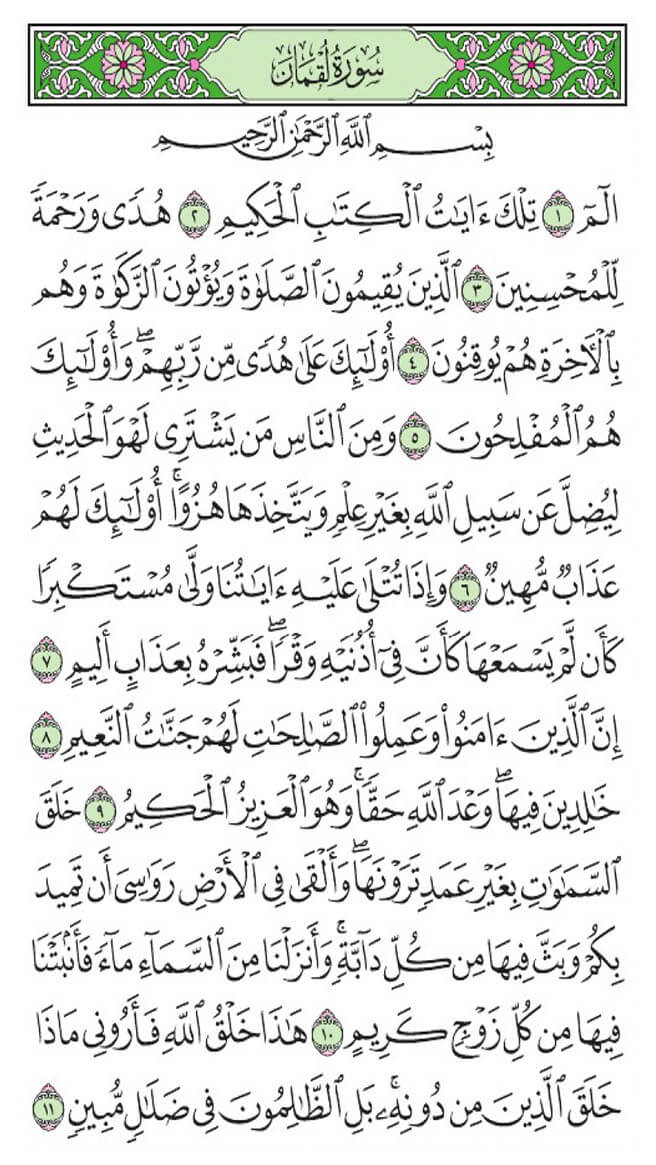 سُورَةُ لُقْمَانَ
بِسْمِ ٱللَّهِ ٱلرَّحْمَٰنِ ٱلرَّحِيمِ
الٓمٓ ١ تِلْكَ ءَايَٰتُ ٱلْكِتَٰبِ ٱلْحَكِيمِ ٢ هُدًى وَرَحْمَةً
لِّلْمُحْسِنِينَ ٣ ٱلَّذِينَ يُقِيمُونَ ٱلصَّلَوٰةَ وَيُؤْتُونَ ٱلزَّكَوٰةَ وَهُم
بِٱلْأَخِرَةِ هُمْ يُوقِنُونَ ٤ أُو۟لَٰٓئِكَ عَلَىٰ هُدًى مِّن رَّبِّهِمْ ۖ وَأُو۟لَٰٓئِكَ
هُمُ ٱلْمُفْلِحُونَ ٥ وَمِنَ ٱلنَّاسِ مَن يَشْتَرِى لَهْوَ ٱلْحَدِيثِ
لِيُضِلَّ عَن سَبِيلِ ٱللَّهِ بِغَيْرِ عِلْمٍ وَيَتَّخِذَهَا هُزُوًا ۚ أُو۟لَٰٓئِكَ لَهُمْ
عَذَابٌ مُّهِينٌ ٦ وَإِذَا تُتْلَىٰ عَلَيْهِ ءَايَٰتُنَا وَلَّىٰ مُسْتَكْبِرًا
كَأَن لَّمْ يَسْمَعْهَا كَأَنَّ فِىٓ أُذُنَيْهِ وَقْرًا ۖ فَبَشِّرْهُ بِعَذَابٍ أَلِيمٍ ٧
إِنَّ ٱلَّذِينَ ءَامَنُوا۟ وَعَمِلُوا۟ ٱلصَّٰلِحَٰتِ لَهُمْ جَنَّٰتُ ٱلنَّعِيمِ ٨
خَٰلِدِينَ فِيهَا ۖ وَعْدَ ٱللَّهِ حَقًّا ۚ وَهُوَ ٱلْعَزِيزُ ٱلْحَكِيمُ ٩ خَلَقَ
ٱلسَّمَٰوَٰتِ بِغَيْرِ عَمَدٍ تَرَوْنَهَا ۖ وَأَلْقَىٰ فِى ٱلْأَرْضِ رَوَٰسِىَ أَن تَمِيدَ
بِكُمْ وَبَثَّ فِيهَا مِن كُلِّ دَآبَّةٍ ۚ وَأَنزَلْنَا مِنَ ٱلسَّمَآءِ مَآءً فَأَنۢبَتْنَا
فِيهَا مِن كُلِّ زَوْجٍ كَرِيمٍ ١٠ هَٰذَا خَلْقُ ٱللَّهِ فَأَرُونِى مَاذَا
خَلَقَ ٱلَّذِينَ مِن دُونِهِۦ ۚ بَلِ ٱلظَّٰلِمُونَ فِى ضَلَٰلٍ مُّبِينٍ ١١